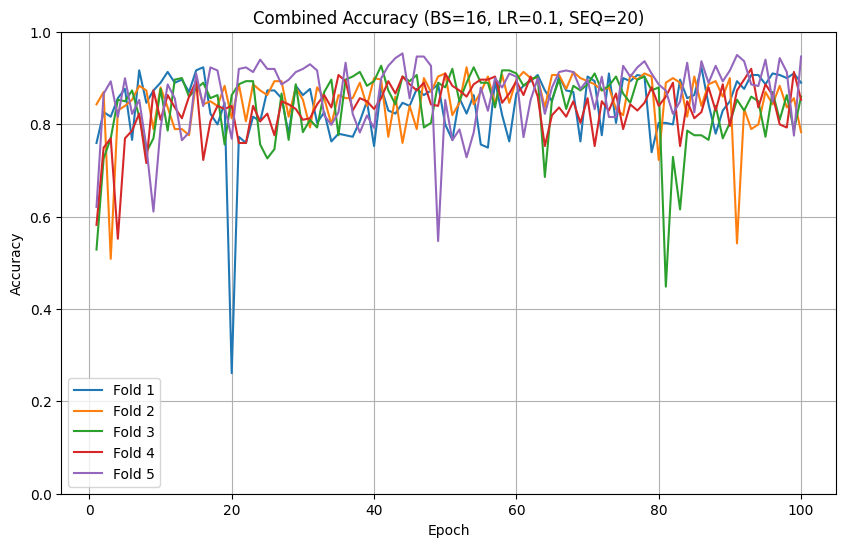 Combined Accuracy (BS=16, LR=0.1, SEQ=20)
Accuracy
1.0
0.8
0.6
0.4
0.2
0.0
Fold 1
Fold 2
Fold 3
Fold 4
Fold 5
0 20 40 60 80 100
Epoch